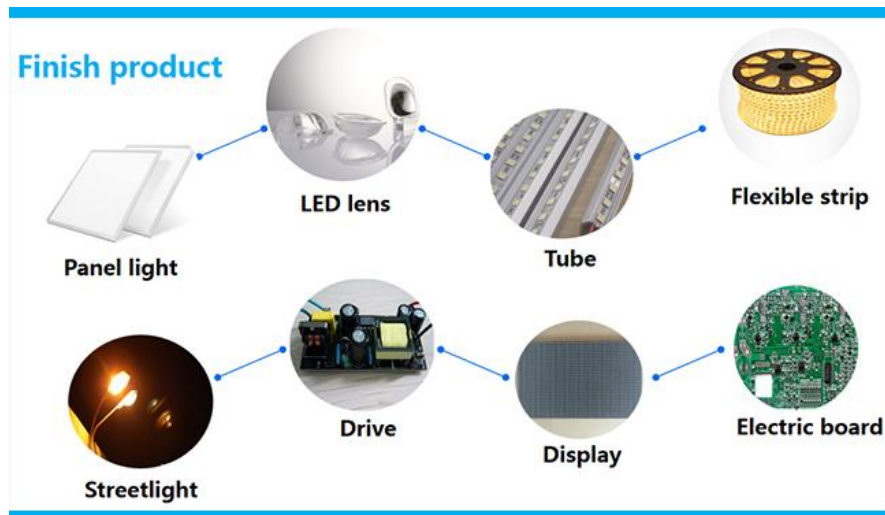 Finish product
Panel light
LED lens
Tube
Flexible strip
Streetlight
Drive
Display
Electric board